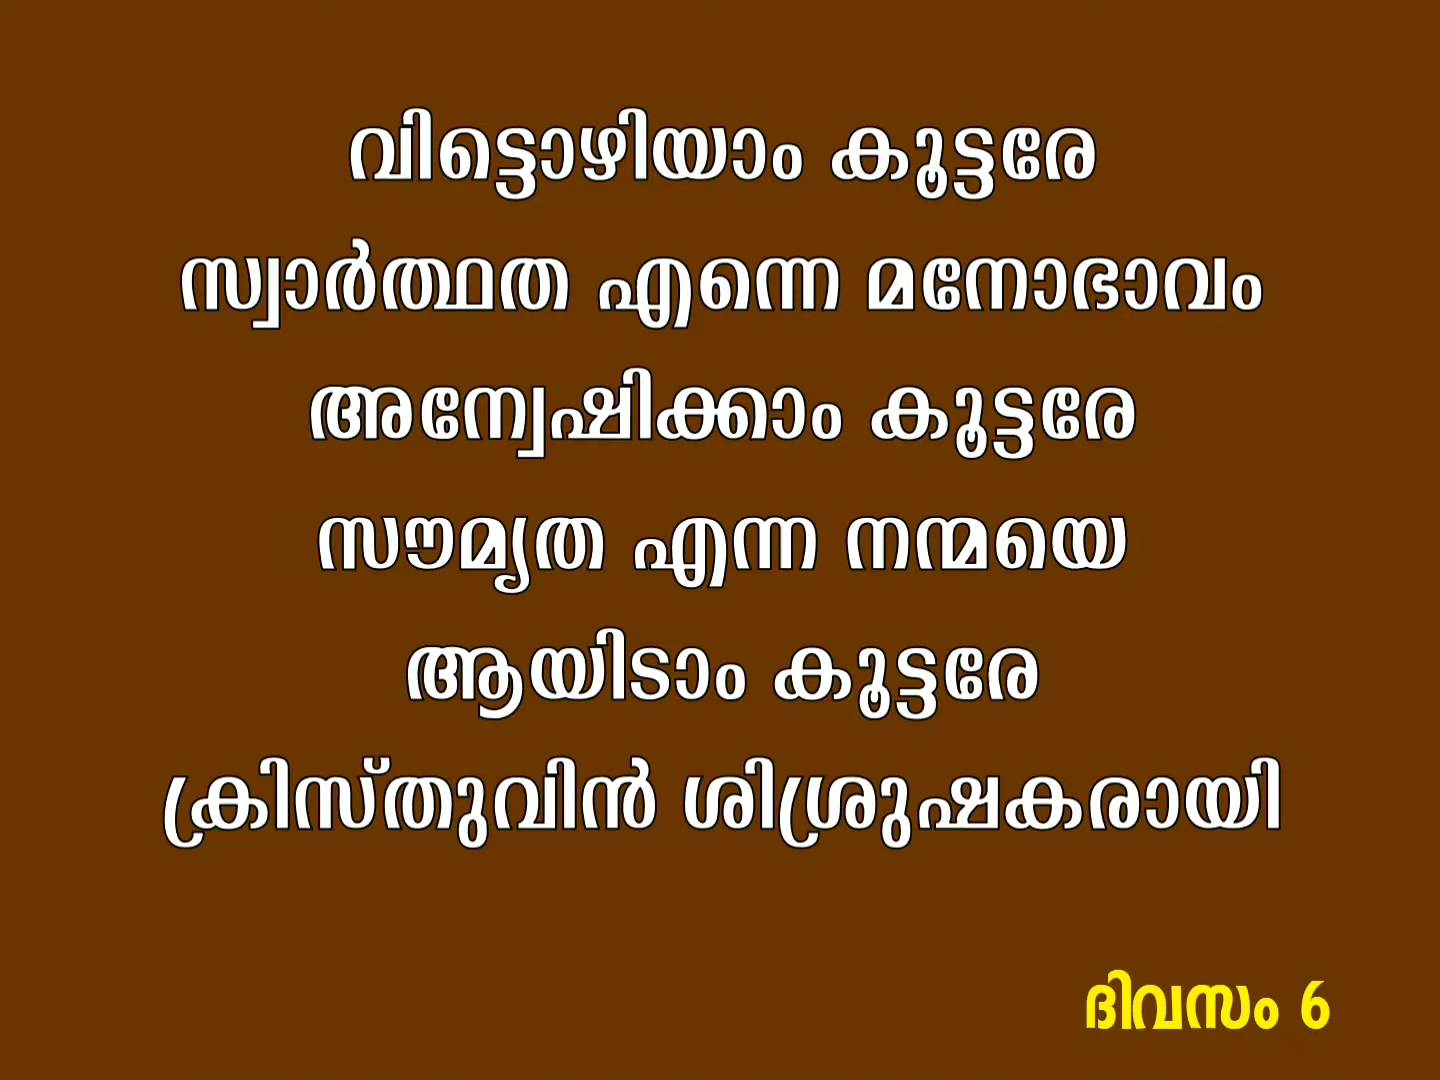 വിട്ടൊഴിയാം കൂട്ടരേ
സ്വാർത്ഥത എന്നെ മനോഭാവം
അന്വേഷിക്കാം കൂട്ടരേ
സൗമ്യത എന്ന നന്മയെ
ആയിടാം കൂട്ടരേ
ക്രിസ്തുവിൻ ശിശ്രുഷകരായി
ദിവസം 6